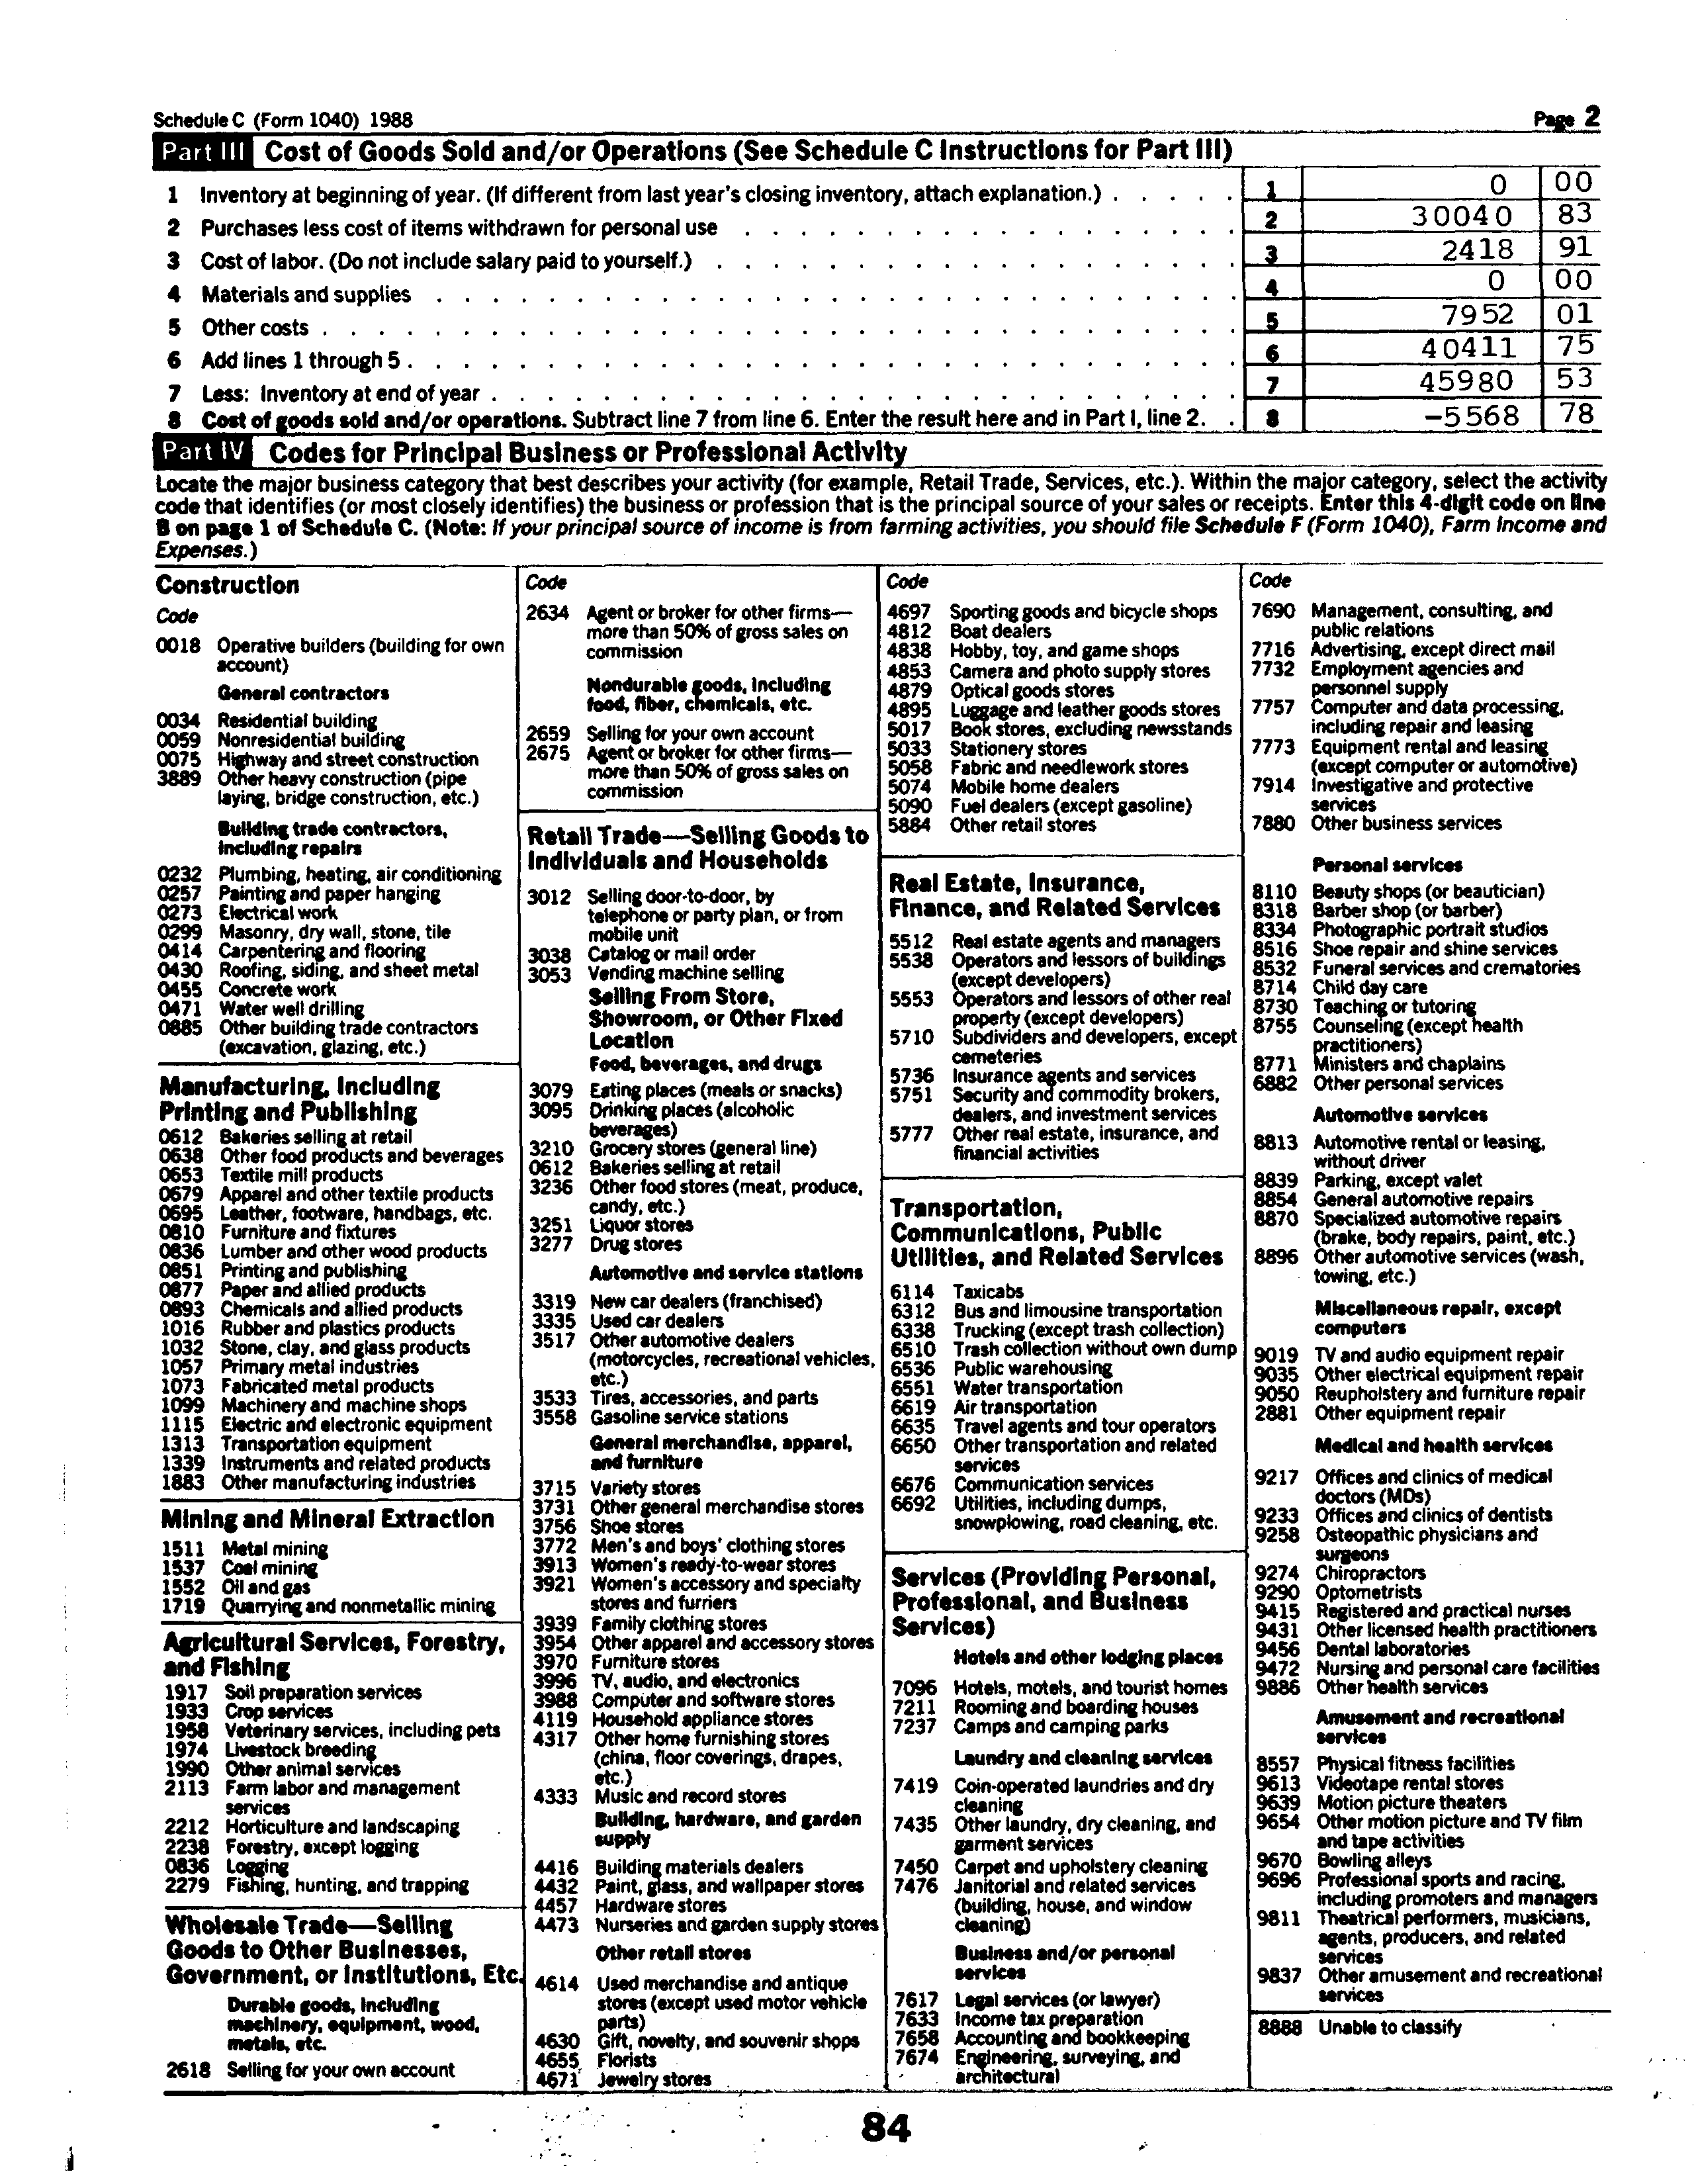 Schedule C (Form 1040) 1988 Page 2
Part III Cost of Goods Sold and/or Operations (See Schedule C Instructions for Part III)
1 Inventory at beginning of year. (If different from last year's closing inventory, attach explanation.) . . . . . 1 0 00
2 Purchases less cost of items withdrawn for personal use 2 30040 83
3 Cost of labor. (Do not include salary paid to yourself.) 3 2418 91
4 Materials and supplies 4 0 00
5 Other costs 5 7952 01
6 Add lines 1 through 5 6 40411 75
7 Less: Inventory at end of year 7 45980 53
8 Cost of goods sold and/or operations. Subtract line 7 from line 6. Enter the result here and in Part I, line 2. . 8 -5568 78
Part IV Codes for Principal Business or Professional Activity
Locate the major business category that best describes your activity (for example, Retail Trade, Services, etc.). Within the major category, select the activity
code that identifies (or most closely identifies) the business or profession that is the principal source of your sales or receipts. Enter this 4-digit code on line
B on page 1 of Schedule C. (Note: If your principal source of income is from farming activities, you should file Schedule F (Form 1040), Farm Income and
Expenses.)
Construction
Code
0018 Operative builders (building for own
account)
General contractors
0034 Residential building
0059 Nonresidential building
0075 Highway and street construction
3889 Other heavy construction (pipe
laying, bridge construction, etc.)
Building trade contractors,
including repairs
0232 Plumbing, heating, air conditioning
0257 Painting and paper hanging
0273 Electrical work
0299 Masonry, dry wall, stone, tile
0414 Carpentering and flooring
0430 Roofing, siding, and sheet metal
0455 Concrete work
0471 Water well drilling
0885 Other building trade contractors
(excavation, glazing, etc.)
Manufacturing, Including
Printing and Publishing
0612 Bakeries selling at retail
0638 Other food products and beverages
0653 Textile mill products
0679 Apparel and other textile products
0695 Leather, footware, handbags, etc.
0810 Furniture and fixtures
0836 Lumber and other wood products
0851 Printing and publishing
0877 Paper and allied products
0893 Chemicals and allied products
1016 Rubber and plastics products
1032 Stone, clay, and glass products
1057 Primary metal industries
1073 Fabricated metal products
1099 Machinery and machine shops
1115 Electric and electronic equipment
1313 Transportation equipment
1339 Instruments and related products
1883 Other manufacturing industries
Mining and Mineral Extraction
1511 Metal mining
1537 Coal mining
1552 Oil and gas
1719 Quarrying and nonmetallic mining
Agricultural Services, Forestry,
and Fishing
1917 Soil preparation services
1933 Crop services
1958 Veterinary services, including pets
1974 Livestock breeding
1990 Other animal services
2113 Farm labor and management
services
2212 Horticulture and landscaping
2238 Forestry, except logging
0836 Logging
2279 Fishing, hunting, and trapping
Wholesale Trade—Selling
Goods to Other Businesses,
Government, or Institutions, Etc.
Durable goods, including
machinery, equipment, wood,
metals, etc.
2618 Selling for your own account
Code
2634 Agent or broker for other firms—
more than 50% of gross sales on
commission
Nondurable goods, including
food, fiber, chemicals, etc.
2659 Selling for your own account
2675 Agent or broker for other firms—
more than 50% of gross sales on
commission
Retail Trade—Selling Goods to
Individuals and Households
3012 Selling door-to-door, by
telephone or party plan, or from
mobile unit
3038 Catalog or mail order
3053 Vending machine selling
Selling From Store,
Showroom, or Other Fixed
Location
Food, beverages, and drugs
3079 Eating places (meals or snacks)
3095 Drinking places (alcoholic
beverages)
3210 Grocery stores (general line)
0612 Bakeries selling at retail
3236 Other food stores (meat, produce,
candy, etc.)
3251 Liquor stores
3277 Drug stores
Automotive and service stations
3319 New car dealers (franchised)
3335 Used car dealers
3517 Other automotive dealers
(motorcycles, recreational vehicles,
etc.)
3533 Tires, accessories, and parts
3558 Gasoline service stations
General merchandise, apparel,
and furniture
3715 Variety stores
3731 Other general merchandise stores
3756 Shoe stores
3772 Men's and boys' clothing stores
3913 Women's ready-to-wear stores
3921 Women's accessory and specialty
stores and furriers
3939 Family clothing stores
3954 Other apparel and accessory stores
3970 Furniture stores
3996 TV, audio, and electronics
3988 Computer and software stores
4119 Household appliance stores
4317 Other home furnishing stores
(china, floor coverings, drapes,
etc.)
4333 Music and record stores
Building, hardware, and garden
supply
4416 Building materials dealers
4432 Paint, glass, and wallpaper stores
4457 Hardware stores
4473 Nurseries and garden supply stores
Other retail stores
4614 Used merchandise and antique
stores (except used motor vehicle
parts)
4630 Gift, novelty, and souvenir shops
4655 Florists
4671 Jewelry stores
Code
4697 Sporting goods and bicycle shops
4812 Boat dealers
4838 Hobby, toy, and game shops
4853 Camera and photo supply stores
4879 Optical goods stores
4895 Luggage and leather goods stores
5017 Book stores, excluding newsstands
5033 Stationery stores
5058 Fabric and needlework stores
5074 Mobile home dealers
5090 Fuel dealers (except gasoline)
5884 Other retail stores
Real Estate, Insurance,
Finance, and Related Services
5512 Real estate agents and managers
5538 Operators and lessors of buildings
(except developers)
5553 Operators and lessors of other real
property (except developers)
5710 Subdividers and developers, except
cemeteries
5736 Insurance agents and services
5751 Security and commodity brokers,
dealers, and investment services
5777 Other real estate, insurance, and
financial activities
Transportation,
Communications, Public
Utilities, and Related Services
6114 Taxicabs
6312 Bus and limousine transportation
6338 Trucking (except trash collection)
6510 Trash collection without own dump
6536 Public warehousing
6551 Water transportation
6619 Air transportation
6635 Travel agents and tour operators
6650 Other transportation and related
services
6676 Communication services
6692 Utilities, including dumps,
snowplowing, road cleaning, etc.
Services (Providing Personal,
Professional, and Business
Services)
Hotels and other lodging places
7096 Hotels, motels, and tourist homes
7211 Rooming and boarding houses
7237 Camps and camping parks
Laundry and cleaning services
7419 Coin-operated laundries and dry
cleaning
7435 Other laundry, dry cleaning, and
garment services
7450 Carpet and upholstery cleaning
7476 Janitorial and related services
(building, house, and window
cleaning)
Business and/or personal
services
7617 Legal services (or lawyer)
7633 Income tax preparation
7658 Accounting and bookkeeping
7674 Engineering, surveying, and
architectural
Code
7690 Management, consulting, and
public relations
7716 Advertising, except direct mail
7732 Employment agencies and
personnel supply
7757 Computer and data processing,
including repair and leasing
7773 Equipment rental and leasing
(except computer or automotive)
7914 Investigative and protective
services
7880 Other business services
Personal services
8110 Beauty shops (or beautician)
8318 Barber shop (or barber)
8334 Photographic portrait studios
8516 Shoe repair and shine services
8532 Funeral services and crematories
8714 Child day care
8730 Teaching or tutoring
8755 Counseling (except health
practitioners)
8771 Ministers and chaplains
6882 Other personal services
Automotive services
8813 Automotive rental or leasing,
without driver
8839 Parking, except valet
8854 General automotive repairs
8870 Specialized automotive repairs
(brake, body repairs, paint, etc.)
8896 Other automotive services (wash,
towing, etc.)
Miscellaneous repair, except
computers
9019 TV and audio equipment repair
9035 Other electrical equipment repair
9050 Reupholstery and furniture repair
2881 Other equipment repair
Medical and health services
9217 Offices and clinics of medical
doctors (MDs)
9233 Offices and clinics of dentists
9258 Osteopathic physicians and
surgeons
9274 Chiropractors
9290 Optometrists
9415 Registered and practical nurses
9431 Other licensed health practitioners
9456 Dental laboratories
9472 Nursing and personal care facilities
9886 Other health services
Amusement and recreational
services
8557 Physical fitness facilities
9613 Videotape rental stores
9639 Motion picture theaters
9654 Other motion picture and TV film
and tape activities
9670 Bowling alleys
9696 Professional sports and racing,
including promoters and managers
9811 Theatrical performers, musicians,
agents, producers, and related
services
9837 Other amusement and recreational
services
8888 Unable to classify
84